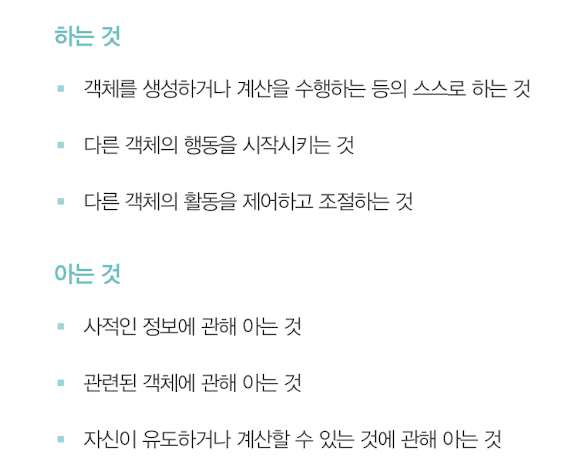 하는 것
▪ 객체를 생성하거나 계산을 수행하는 등의 스스로 하는 것
▪ 다른 객체의 행동을 시작시키는 것
▪ 다른 객체의 활동을 제어하고 조절하는 것
아는 것
▪ 사적인 정보에 관해 아는 것
▪ 관련된 객체에 관해 아는 것
▪ 자신이 유도하거나 계산할 수 있는 것에 관해 아는 것